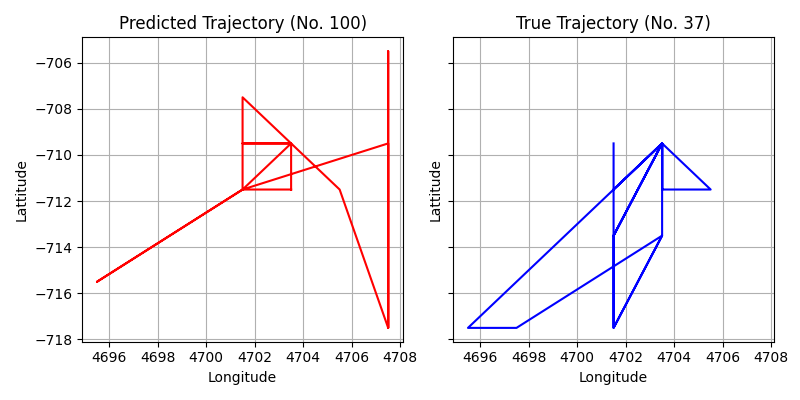 Predicted Trajectory (No. 100)
True Trajectory (No. 37)
Lattitude
−706
−708
−710
−712
−714
−716
−718
4696 4698 4700 4702 4704 4706 4708
Longitude
Lattitude
4696 4698 4700 4702 4704 4706 4708
Longitude